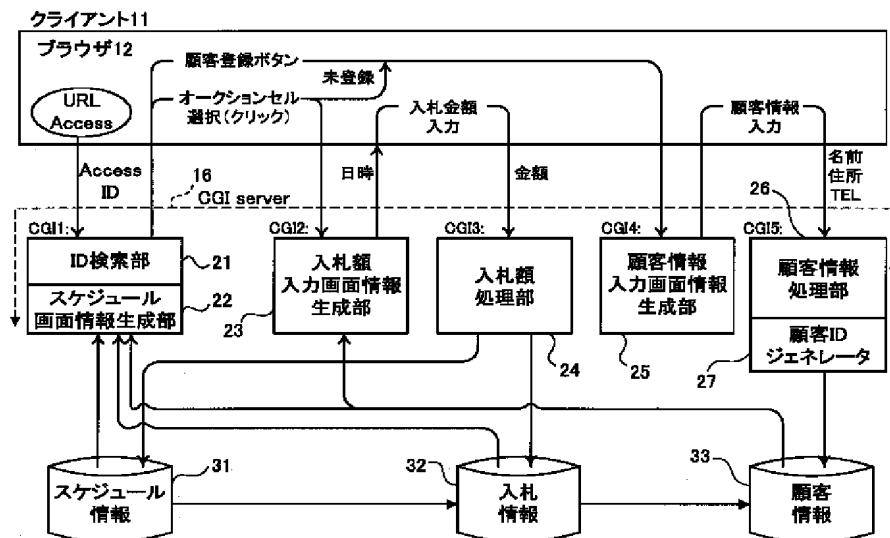 クライアント11
ブラウザ12
URL
Access
顧客登録ボタン
未登録
オークションセル
選択(クリック)
入札金額
入力
顧客情報
入力
Access
ID
16
CGI server
日時
金額
名前
住所
TEL
26
CGI1:
ID検索部
21
スケジュール
画面情報生成部
22
CGI2:
入札額
入力画面情報
生成部
23
CGI3:
入札額
処理部
24
CGI4:
顧客情報
入力画面情報
生成部
25
CGI5:
顧客情報
処理部
顧客ID
ジェネレータ
27
スケジュール
情報
31
入札
情報
32
顧客
情報
33